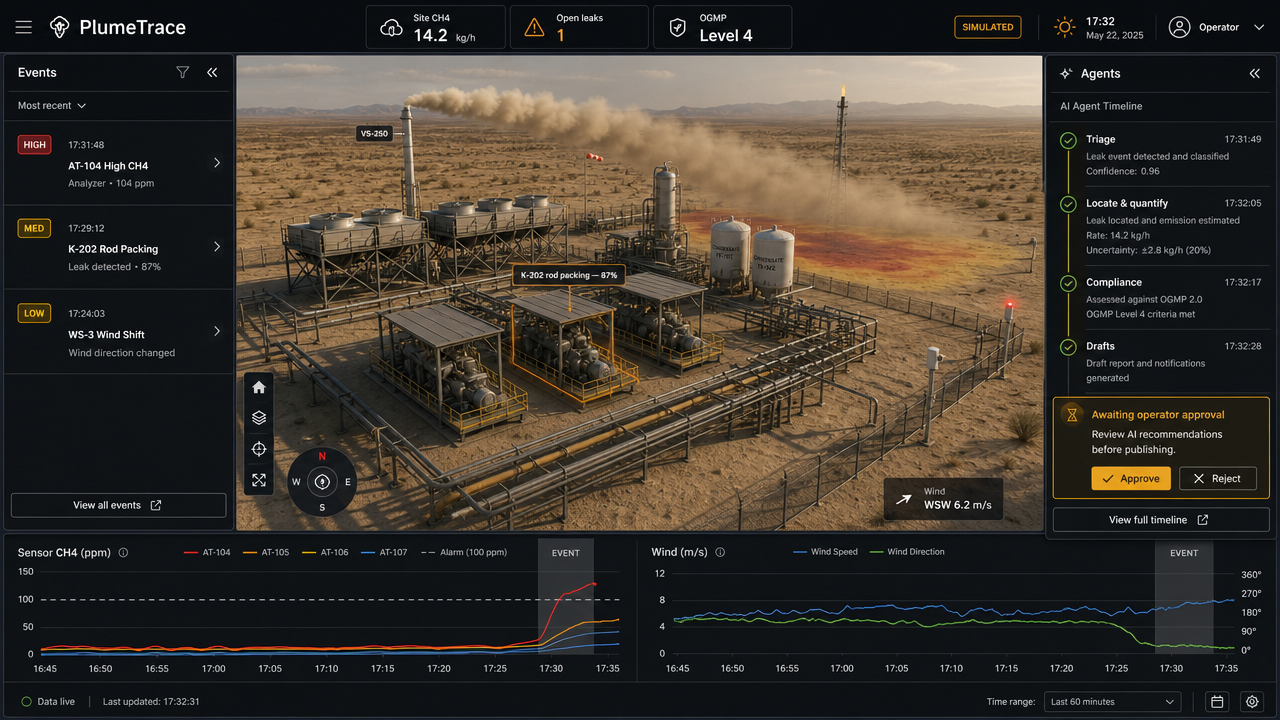 PlumeTrace
Site CH4
14.2 kg/h
Open leaks
1
OGMP
Level 4
SIMULATED
17:32
May 22, 2025
Operator
Events
Most recent
HIGH
17:31:48
AT-104 High CH4
Analyzer • 104 ppm
MED
17:29:12
K-202 Rod Packing
Leak detected • 87%
LOW
17:24:03
WS-3 Wind Shift
Wind direction changed
View all events
VS-250
K-202 rod packing — 87%
N
W
E
S
Wind
WSW 6.2 m/s
Agents
AI Agent Timeline
Triage 17:31:49
Leak event detected and classified
Confidence: 0.96
Locate & quantify 17:32:05
Leak located and emission estimated
Rate: 14.2 kg/h
Uncertainty: ±2.8 kg/h (20%)
Compliance 17:32:17
Assessed against OGMP 2.0
OGMP Level 4 criteria met
Drafts 17:32:28
Draft report and notifications
generated
Awaiting operator approval
Review AI recommendations
before publishing.
Approve
Reject
View full timeline
Sensor CH4 (ppm)
AT-104 AT-105 AT-106 AT-107 Alarm (100 ppm)
EVENT
150
100
50
0
16:45 16:50 16:55 17:00 17:05 17:10 17:15 17:20 17:25 17:30 17:35
Wind (m/s)
Wind Speed Wind Direction
EVENT
12
8
4
0
360°
270°
180°
90°
0°
16:45 16:50 16:55 17:00 17:05 17:10 17:15 17:20 17:25 17:30 17:35
Data live
Last updated: 17:32:31
Time range:
Last 60 minutes